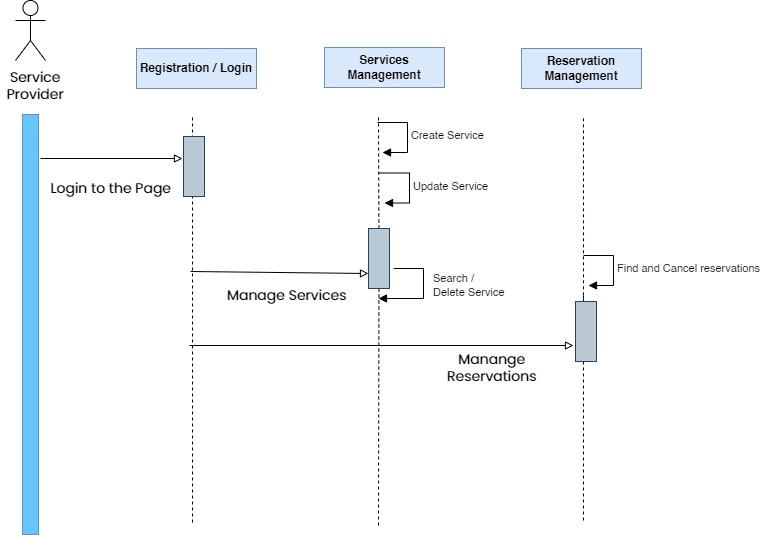 Service
Provider
Registration / Login
Services
Management
Reservation
Management
Create Service
Login to the Page
Update Service
Find and Cancel reservations
Search /
Delete Service
Manage Services
Manange
Reservations